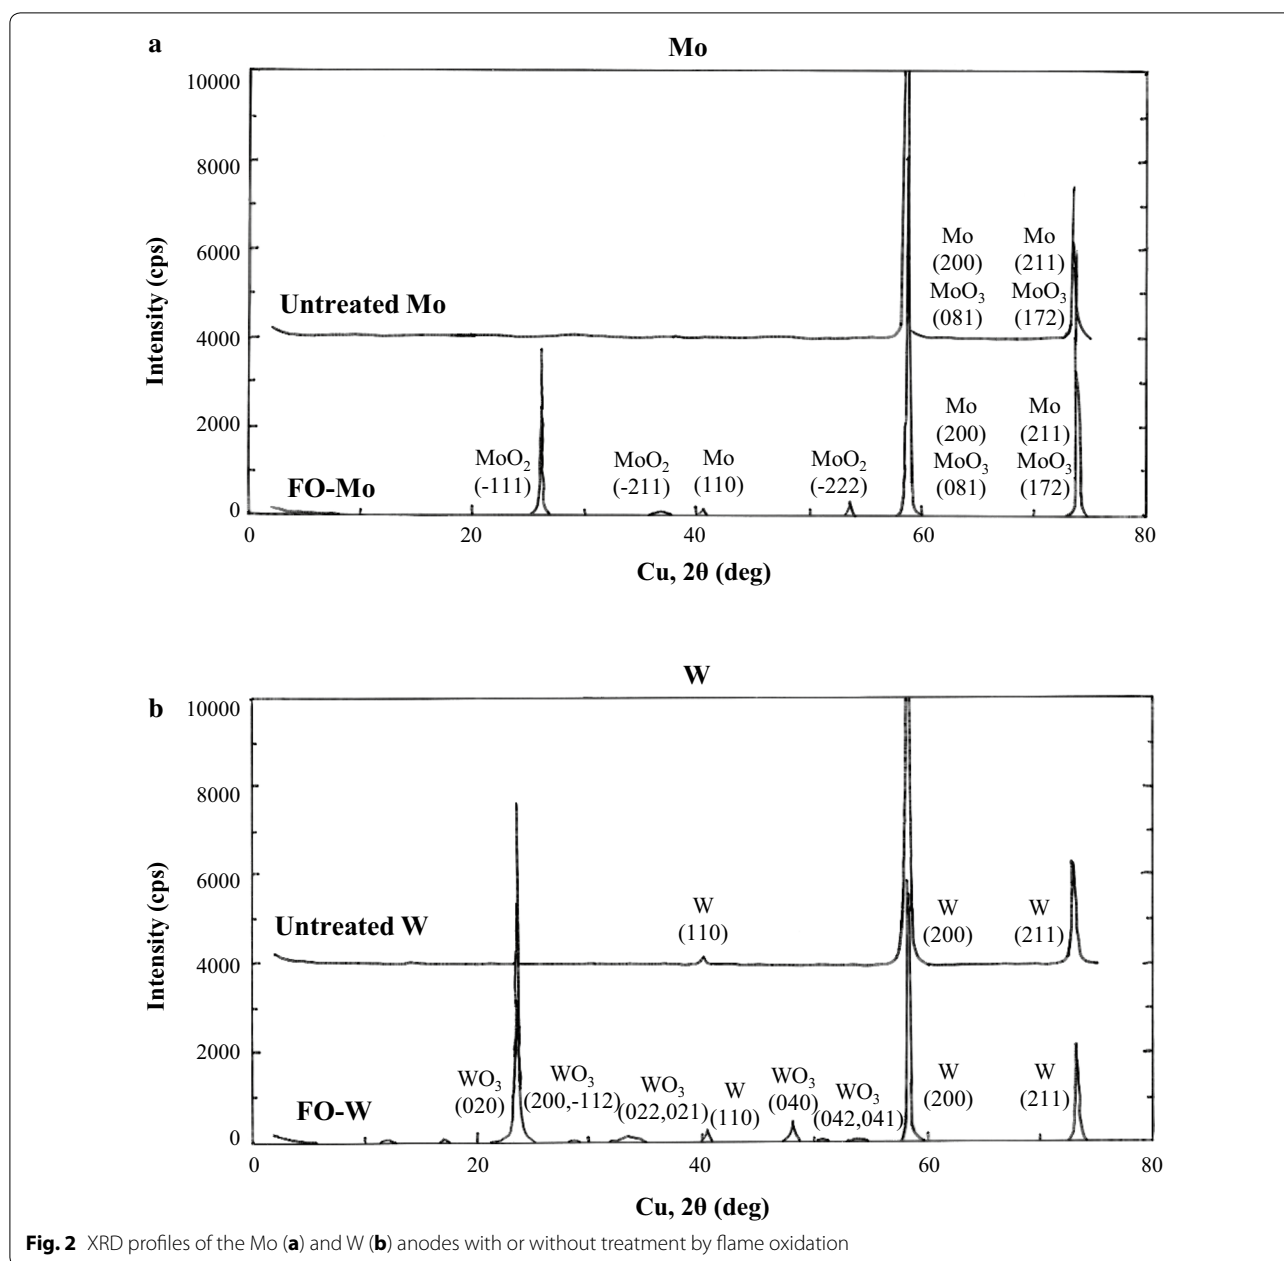 a
Mo
10000
8000
6000
4000
2000
0
Intensity (cps)
Untreated Mo
Mo
(200)
MoO₃
(081)
Mo
(211)
MoO₃
(172)
FO-Mo
MoO₂
(-111)
MoO₂
(-211)
Mo
(110)
MoO₂
(-222)
Mo
(200)
MoO₃
(081)
Mo
(211)
MoO₃
(172)
0 20 40 60 80
Cu, 2θ (deg)
W
b
10000
8000
6000
4000
2000
0
Intensity (cps)
Untreated W
W
(110)
W
(200)
W
(211)
FO-W
WO₃
(020)
WO₃
(200,-112)
WO₃
(022,021)
W
(110)
WO₃
(040)
WO₃
(042,041)
W
(200)
W
(211)
0 20 40 60 80
Cu, 2θ (deg)
Fig. 2 XRD profiles of the Mo (a) and W (b) anodes with or without treatment by flame oxidation